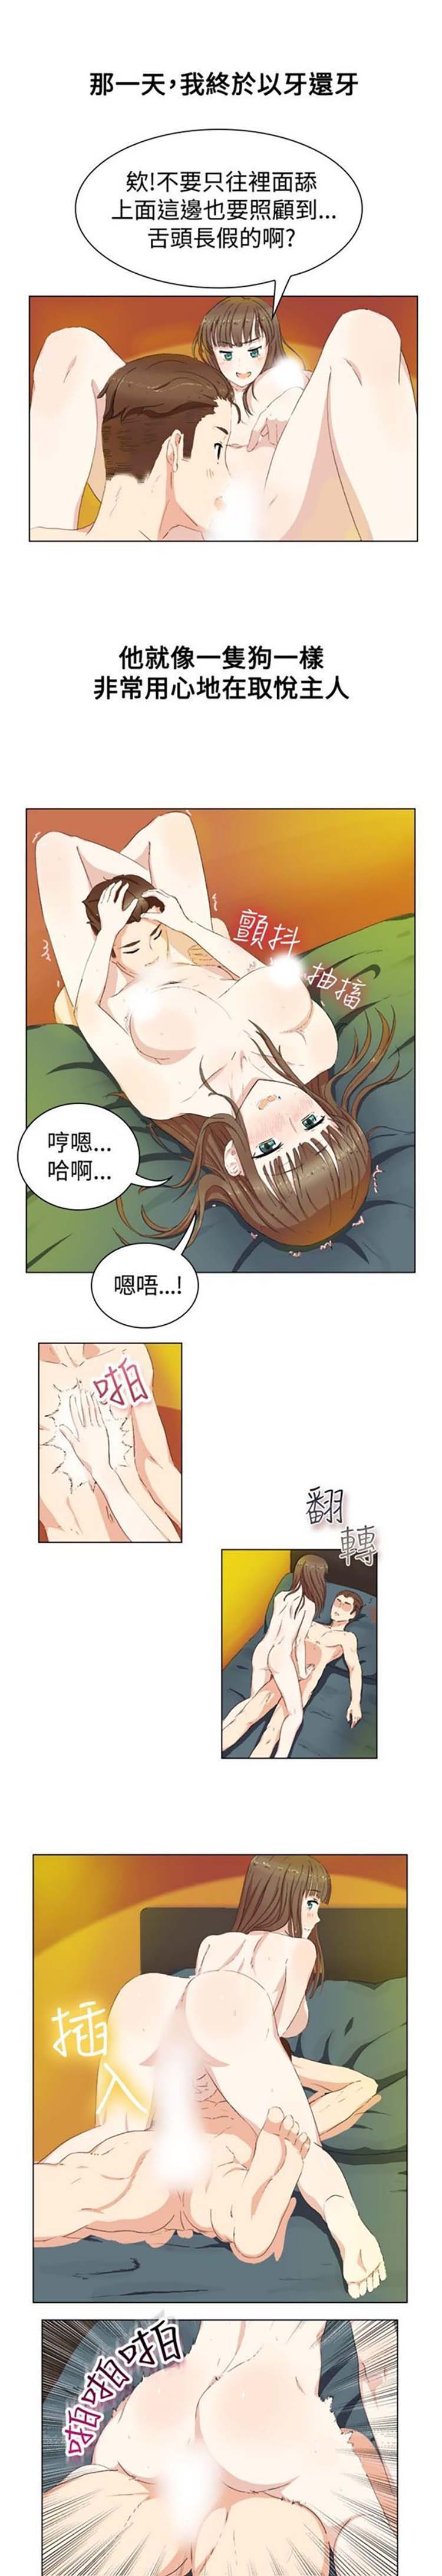 那一天，我終於以牙還牙
欸!不要只往裡面舔
上面這邊也要照顧到...
舌頭長假的啊?
他就像一隻狗一樣
非常用心地在取悅主人
顫抖
抽搐
哼嗯...
哈啊...
嗯唔...!
啪
翻
轉
插
入
啪啪啪